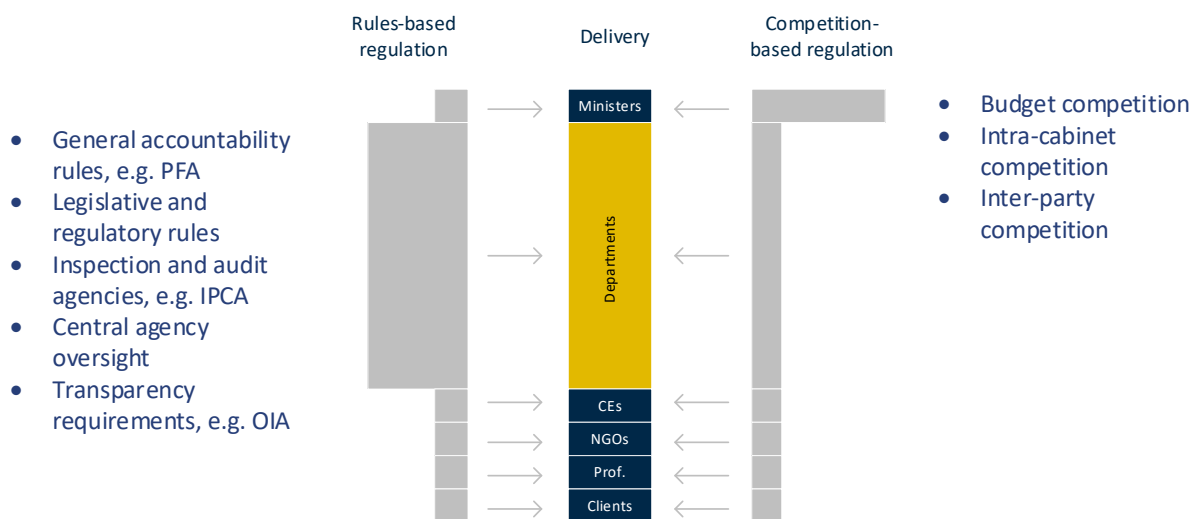 Rules-based
regulation
Delivery
Competition-
based regulation
• General accountability
rules, e.g. PFA
• Legislative and
regulatory rules
• Inspection and audit
agencies, e.g. IPCA
• Central agency
oversight
• Transparency
requirements, e.g. OIA
Ministers
Departments
CEs
NGOs
Prof.
Clients
• Budget competition
• Intra-cabinet
competition
• Inter-party
competition